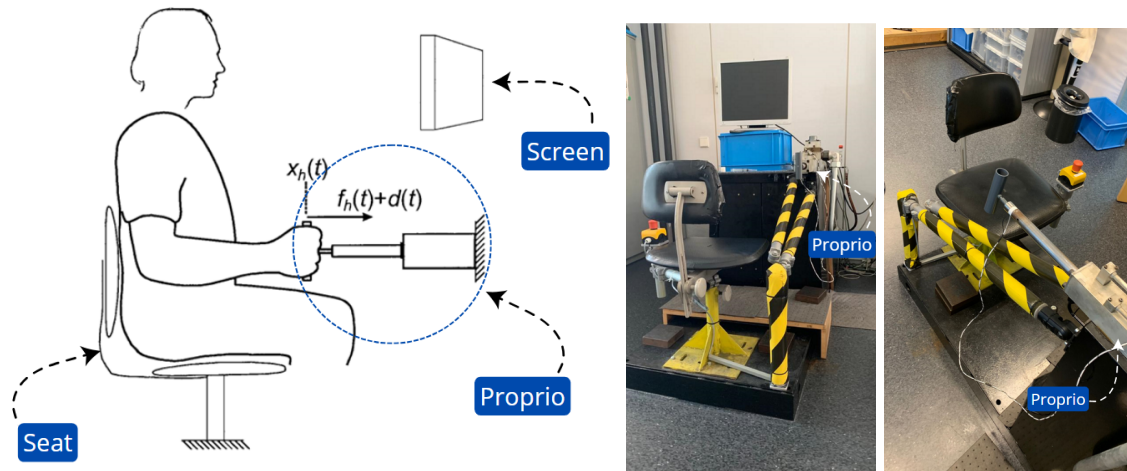 Screen
x_h(t)
f_h(t)+d(t)
Proprio
Seat
Proprio
Proprio